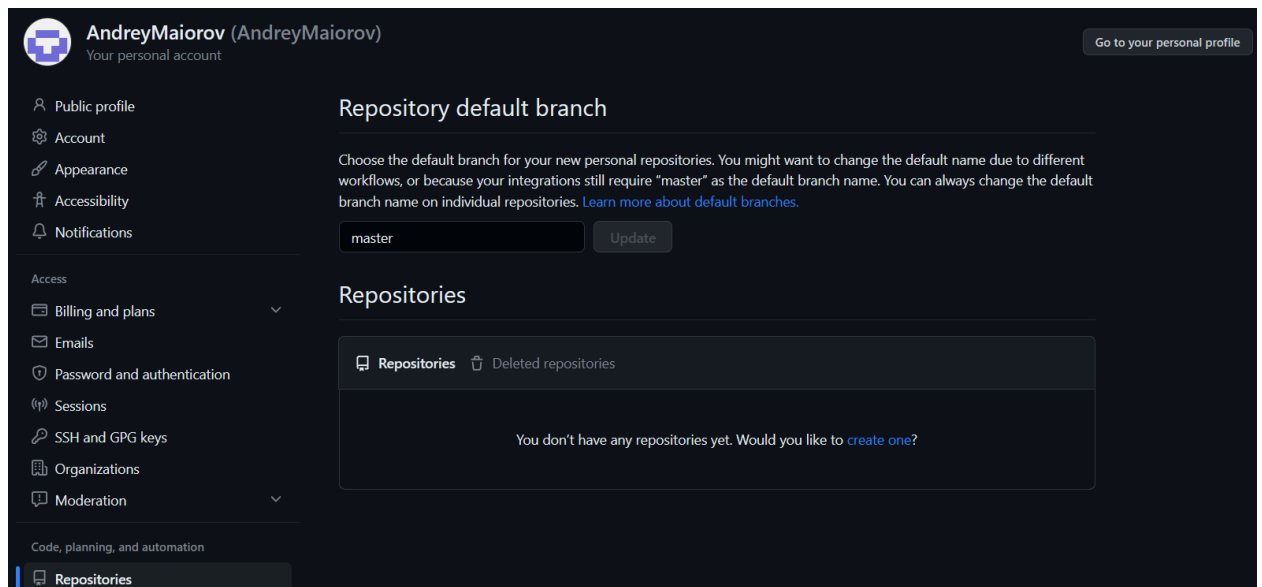 AndreyMaiorov (AndreyMaiorov)
Your personal account
Go to your personal profile
Public profile
Account
Appearance
Accessibility
Notifications
Access
Billing and plans
Emails
Password and authentication
Sessions
SSH and GPG keys
Organizations
Moderation
Code, planning, and automation
Repositories
Repository default branch
Choose the default branch for your new personal repositories. You might want to change the default name due to different
workflows, or because your integrations still require “master” as the default branch name. You can always change the default
branch name on individual repositories. Learn more about default branches.
master
Update
Repositories
Repositories
Deleted repositories
You don’t have any repositories yet. Would you like to create one?